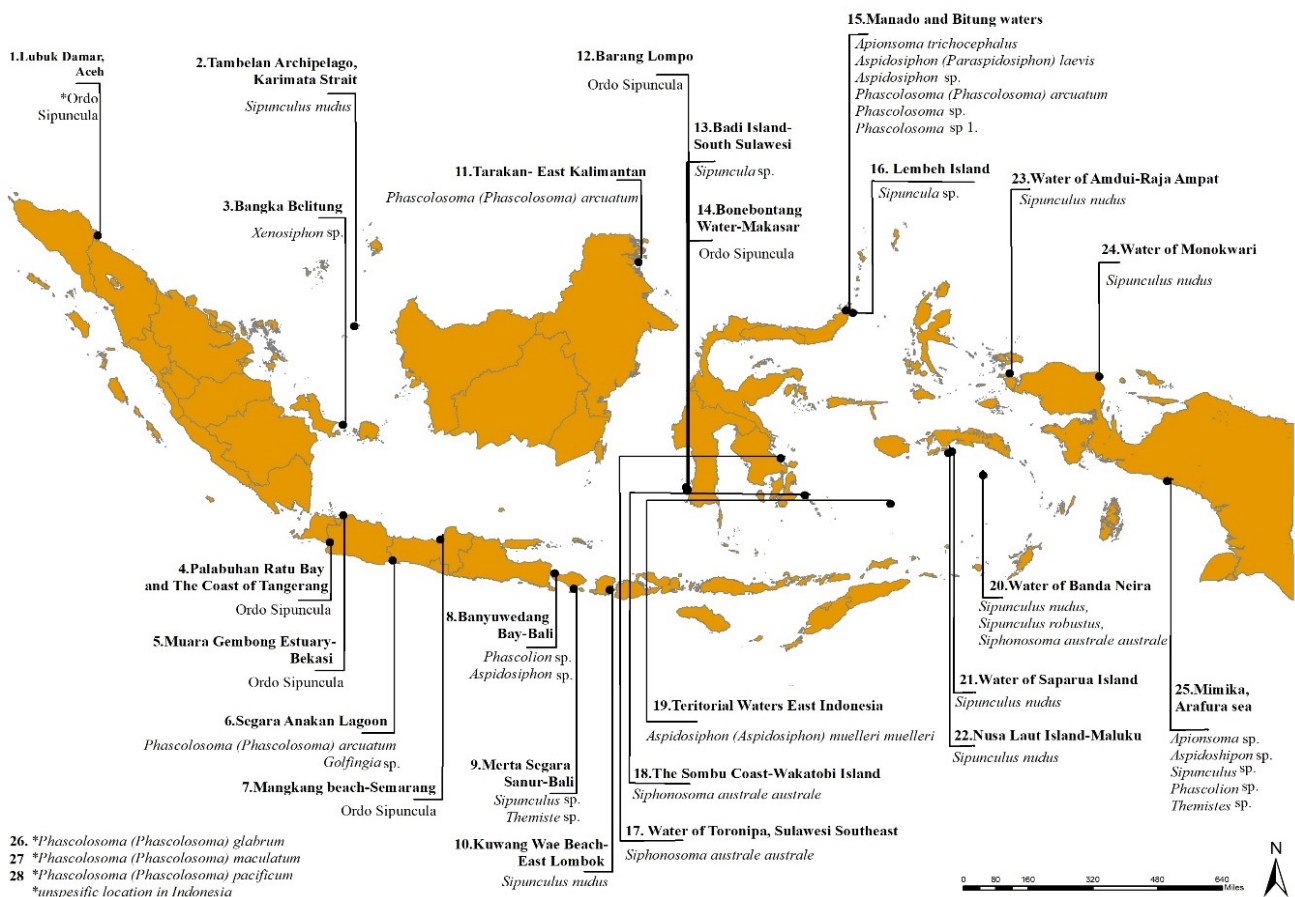 1.Lubuk Damar,
Aceh
*Ordo
Sipuncula
2.Tambelan Archipelago,
Karimata Strait
Sipunculus nudus
3.Bangka Belitung
Xenosiphon sp.
4.Palabuhan Ratu Bay
and The Coast of Tangerang
Ordo Sipuncula
5.Muara Gembong Estuary-
Bekasi
Ordo Sipuncula
6.Segara Anakan Lagoon
Phascolosoma (Phascolosoma) arcuatum
Golfingia sp.
7.Mangkang beach-Semarang
Ordo Sipuncula
8.Banyuwedang
Bay-Bali
Phascolion sp.
Aspidosiphon sp.
9.Merta Segara
Sanur-Bali
Sipunculus sp.
Themiste sp.
10.Kuwang Wae Beach-
East Lombok
Sipunculus nudus
11.Tarakan- East Kalimantan
Phascolosoma (Phascolosoma) arcuatum
12.Barang Lompo
Ordo Sipuncula
13.Badi Island-
South Sulawesi
Sipuncula sp.
14.Bonebontang
Water-Makasar
Ordo Sipuncula
15.Manado and Bitung waters
Apionsoma trichocephalus
Aspidosiphon (Paraspidosiphon) laevis
Aspidosiphon sp.
Phascolosoma (Phascolosoma) arcuatum
Phascolosoma sp.
Phascolosoma sp 1.
16. Lembeh Island
Sipuncula sp.
17. Water of Toronipa, Sulawesi Southeast
Siphonosoma australe australe
18.The Sombu Coast-Wakatobi Island
Siphonosoma australe australe
19.Teritorial Waters East Indonesia
Aspidosiphon (Aspidosiphon) muelleri muelleri
20.Water of Banda Neira
Sipunculus nudus,
Sipunculus robustus,
Siphonosoma australe australe
21.Water of Saparua Island
Sipunculus nudus
22.Nusa Laut Island-Maluku
Sipunculus nudus
23.Water of Amdui-Raja Ampat
Sipunculus nudus
24.Water of Monokwari
Sipunculus nudus
25.Mimika,
Arafura sea
Apionsoma sp.
Aspidoshipon sp.
Sipunculus sp.
Phascolion sp.
Themistes sp.
26. *Phascolosoma (Phascolosoma) glabrum
27 *Phascolosoma (Phascolosoma) maculatum
28 *Phascolosoma (Phascolosoma) pacificum
*unspesific location in Indonesia
N
0 80 160 320 480 640
Miles